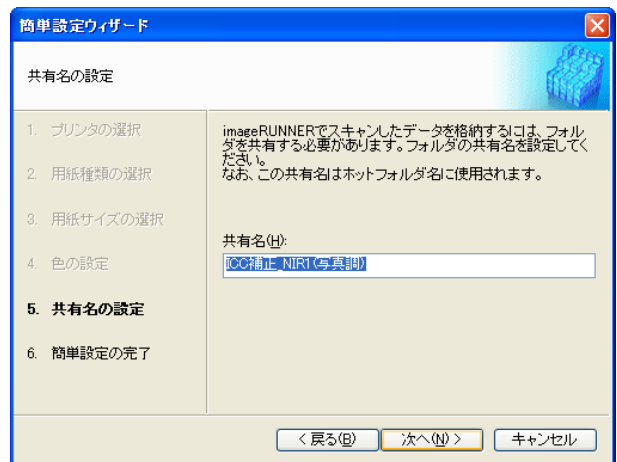 簡単設定ウィザード
共有名の設定
1. プリンタの選択
2. 用紙種類の選択
3. 用紙サイズの選択
4. 色の設定
5. 共有名の設定
6. 簡単設定の完了
imageRUNNERでスキャンしたデータを格納するには、フォル
ダを共有する必要があります。フォルダの共有名を設定してく
ださい。
なお、この共有名はホットフォルダ名に使用されます。
共有名(H):
ICC補正_NIR1(写真調)
< 戻る(B)
次へ(N) >
キャンセル